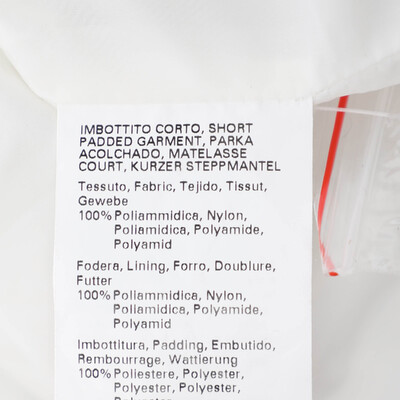 IMBOTTITO CORTO, SHORT
PADDED GARMENT, PARKA
ACOLCHADO, MATELASSE
COURT, KURZER STEPPMANTEL
Tessuto, Fabric, Tejido, Tissut,
Gewebe
100% Poliammidica, Nylon,
Poliamidica, Polyamide,
Polyamid
Fodera, Lining, Forro, Doublure,
Futter
100% Poliammidica, Nylon,
Poliamidica, Polyamide,
Polyamid
Imbottitura, Padding, Embutido,
Rembourrage, Wattierung
100% Poliestere, Polyester,
Polyester, Polyester,
Polyester